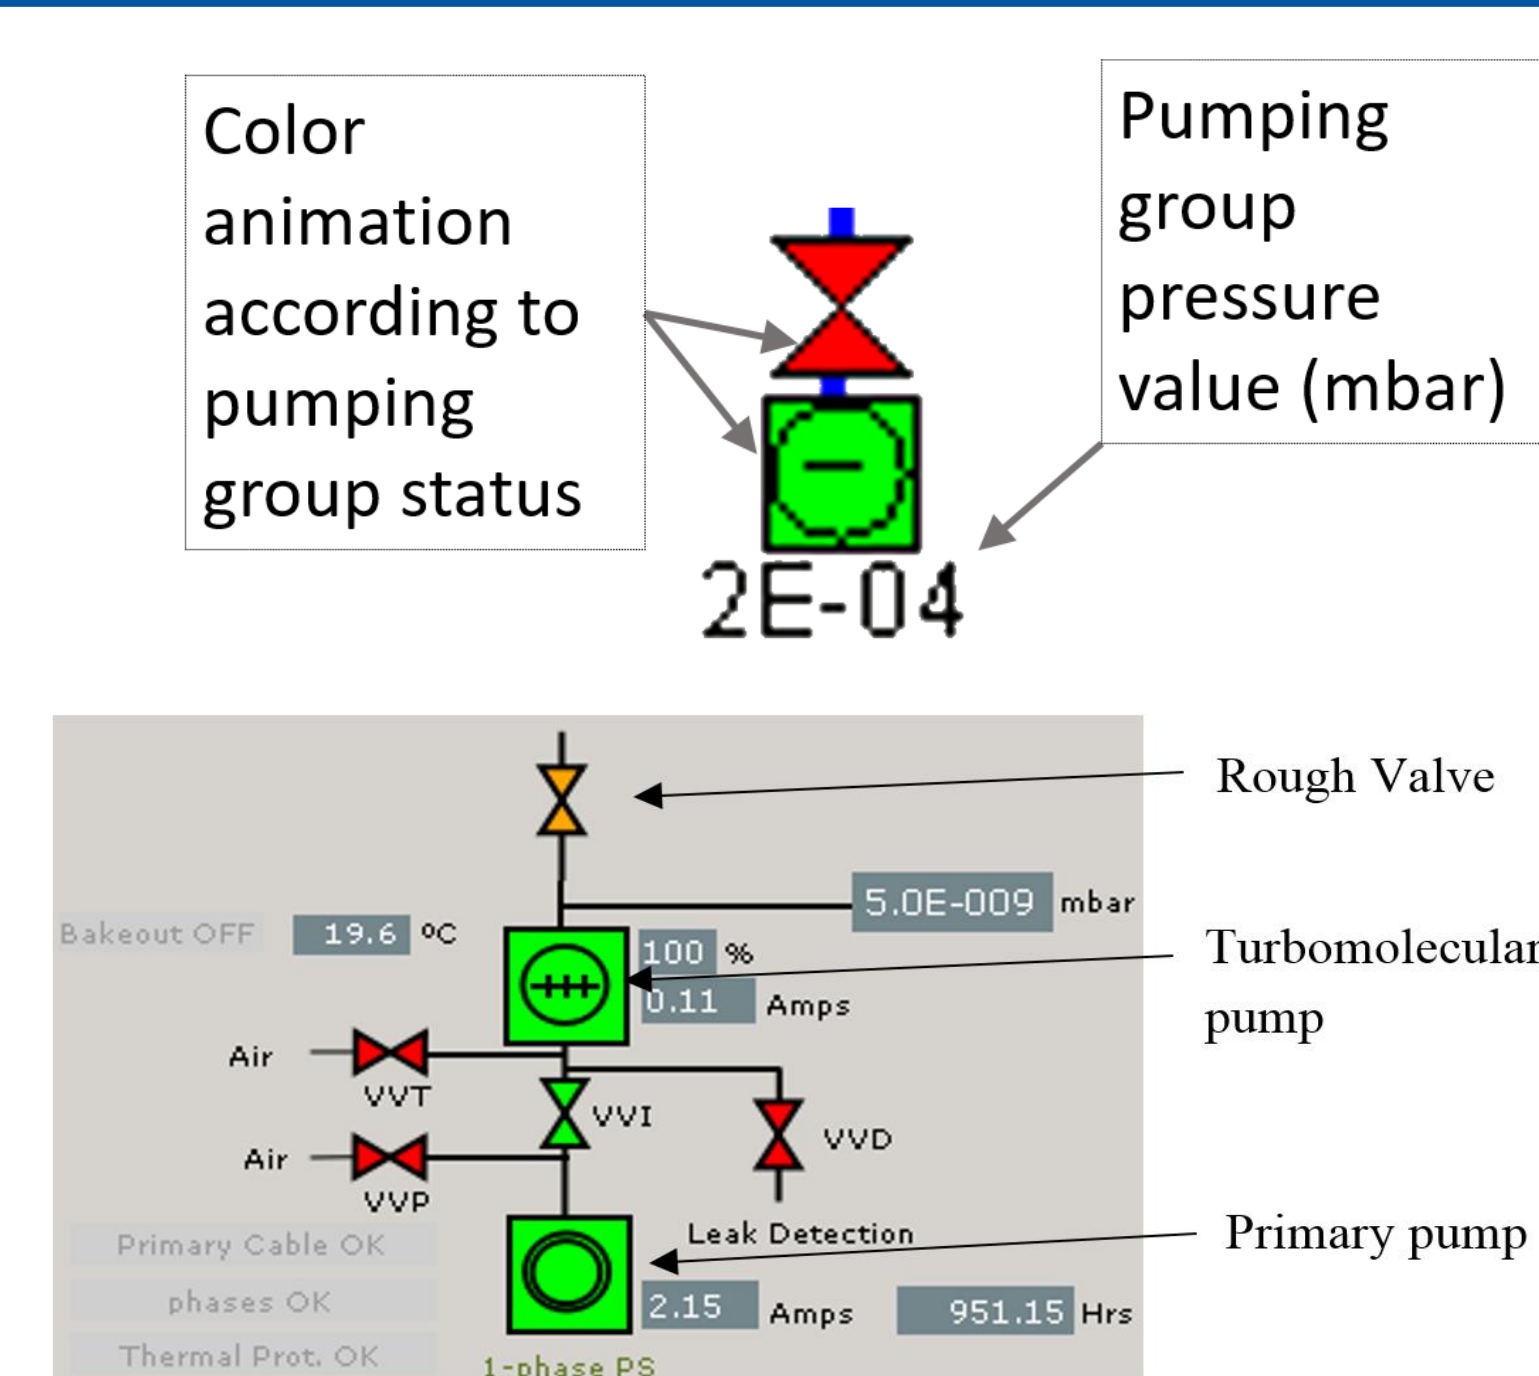 Color
animation
according to
pumping
group status
Pumping
group
pressure
value (mbar)
2E-04
Rough Valve
5.0E-009 mbar
Bakeout OFF 19.6 ºC
100 %
Turbomolecular
pump
0.11 Amps
Air
VVT
VVI
VVD
Air
VVP
Leak Detection
Primary pump
Primary Cable OK
phases OK
2.15 Amps 951.15 Hrs
Thermal Prot. OK
1-phase PS